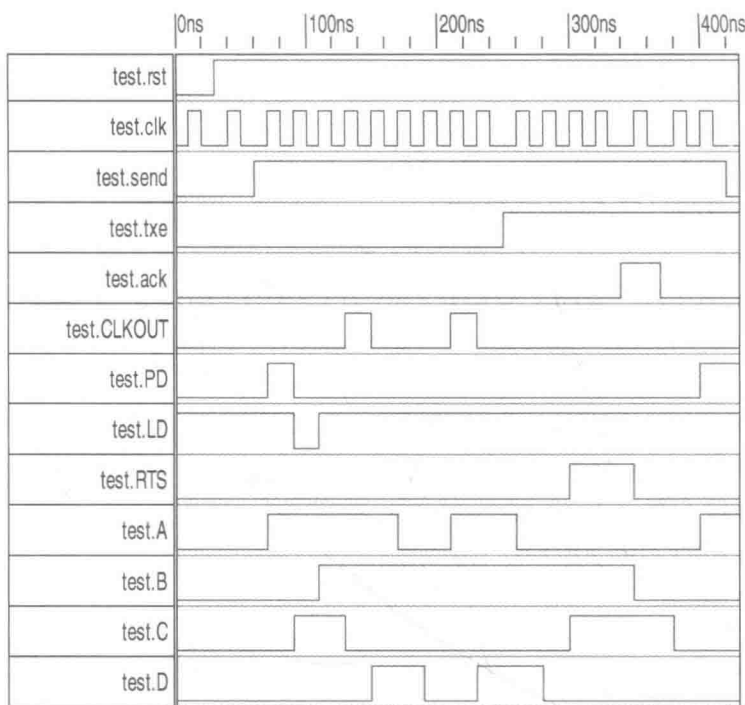 0ns 100ns 200ns 300ns 400ns
test.rst
test.clk
test.send
test.txe
test.ack
test.CLKOUT
test.PD
test.LD
test.RTS
test.A
test.B
test.C
test.D